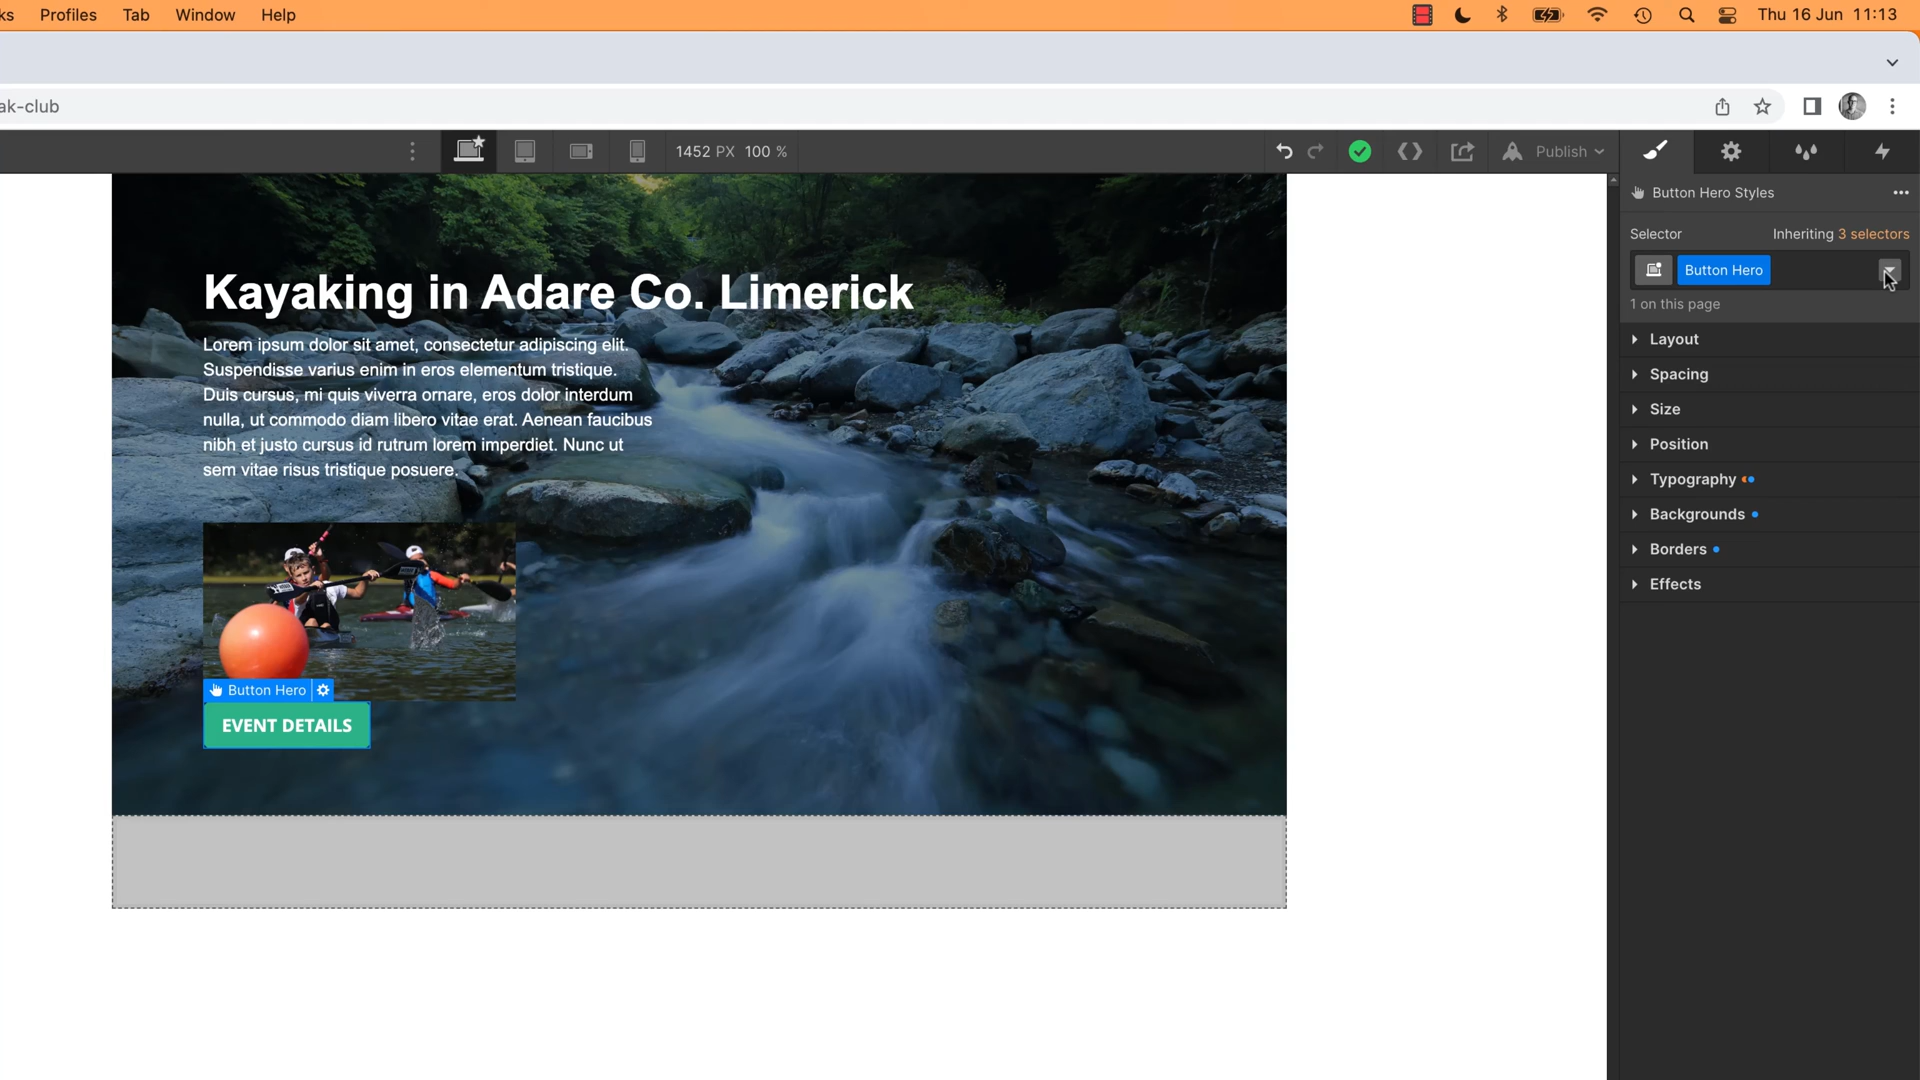 ks Profiles Tab Window Help Thu 16 Jun 11:13
ak-club
1452 PX 100 % Publish
Button Hero Styles
Selector Inheriting 3 selectors
Button Hero
1 on this page
Layout
Spacing
Size
Position
Typography
Backgrounds
Borders
Effects
Kayaking in Adare Co. Limerick
Lorem ipsum dolor sit amet, consectetur adipiscing elit.
Suspendisse varius enim in eros elementum tristique.
Duis cursus, mi quis viverra ornare, eros dolor interdum
nulla, ut commodo diam libero vitae erat. Aenean faucibus
nibh et justo cursus id rutrum lorem imperdiet. Nunc ut
sem vitae risus tristique posuere.
Button Hero
EVENT DETAILS